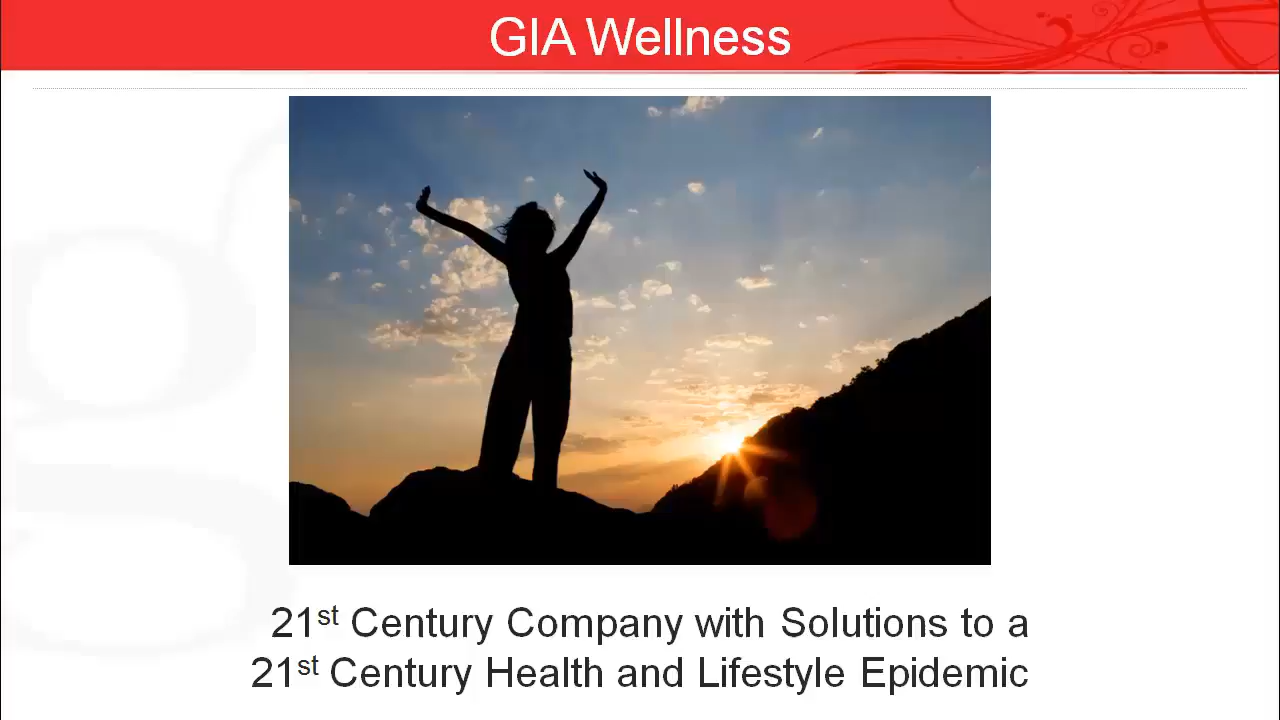 GIA Wellness
21st Century Company with Solutions to a
21st Century Health and Lifestyle Epidemic